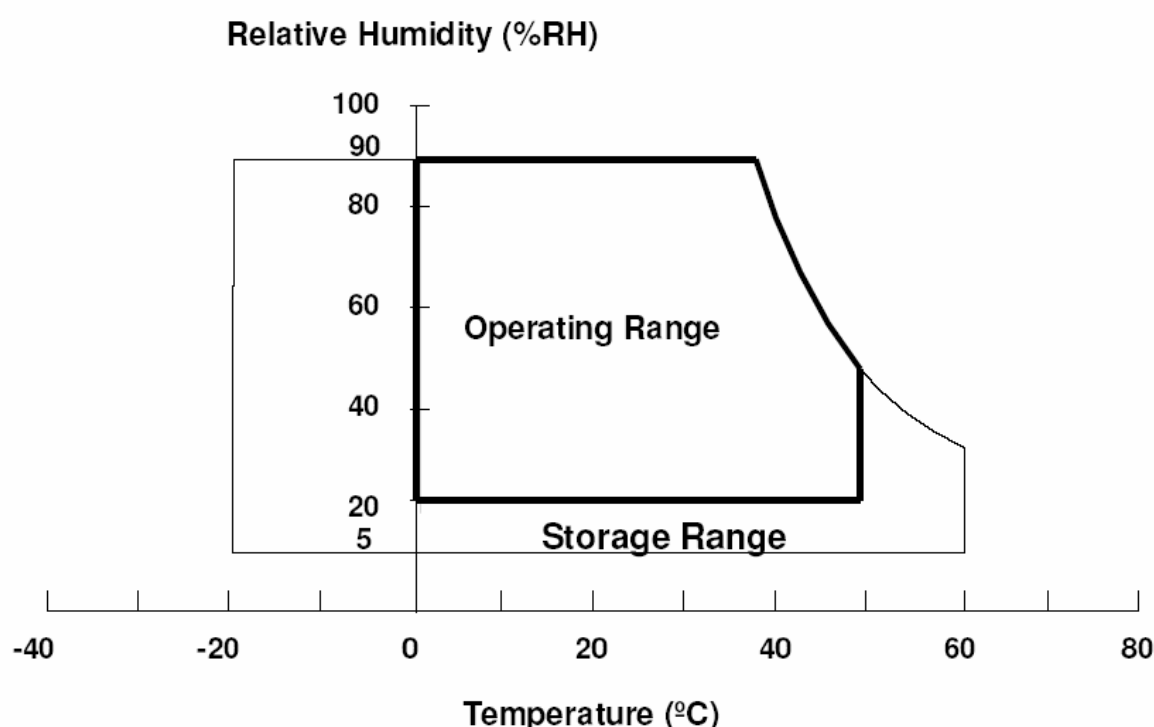 Relative Humidity (%RH)
100
90
80
60
Operating Range
40
20
Storage Range
5
-40 -20 0 20 40 60 80
Temperature (ºC)